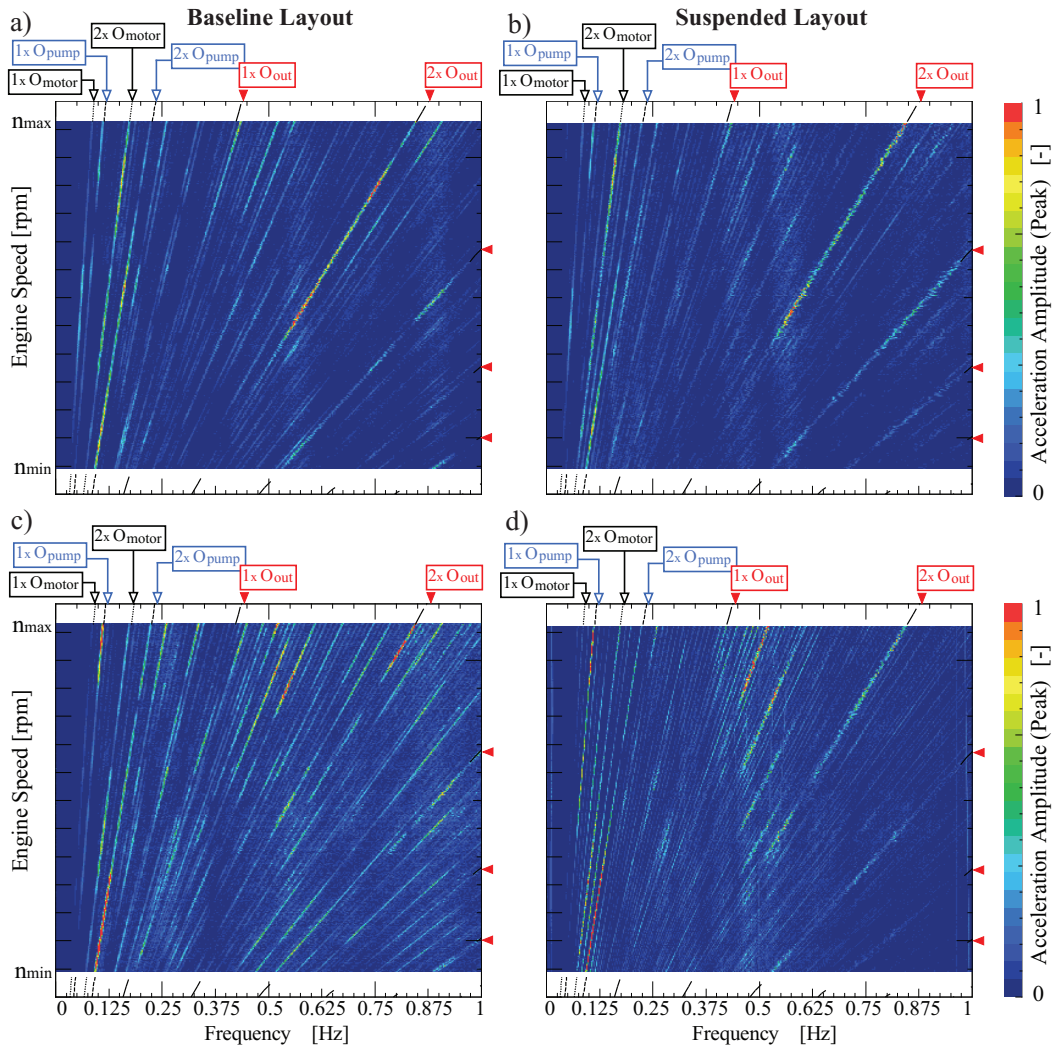 Baseline Layout
Suspended Layout
a)
2x Omotor
1x Opump
2x Opump
1x Omotor
1x Oout
2x Oout
b)
2x Omotor
1x Opump
2x Opump
1x Omotor
1x Oout
2x Oout
nmax
Engine Speed [rpm]
nmin
1
Acceleration Amplitude (Peak) [-]
0
c)
2x Omotor
1x Opump
2x Opump
1x Omotor
1x Oout
2x Oout
d)
2x Omotor
1x Opump
2x Opump
1x Omotor
1x Oout
2x Oout
nmax
Engine Speed [rpm]
nmin
1
Acceleration Amplitude (Peak) [-]
0
0 0.125 0.25 0.375 0.5 0.625 0.75 0.875 1
Frequency [Hz]
0 0.125 0.25 0.375 0.5 0.625 0.75 0.875 1
Frequency [Hz]